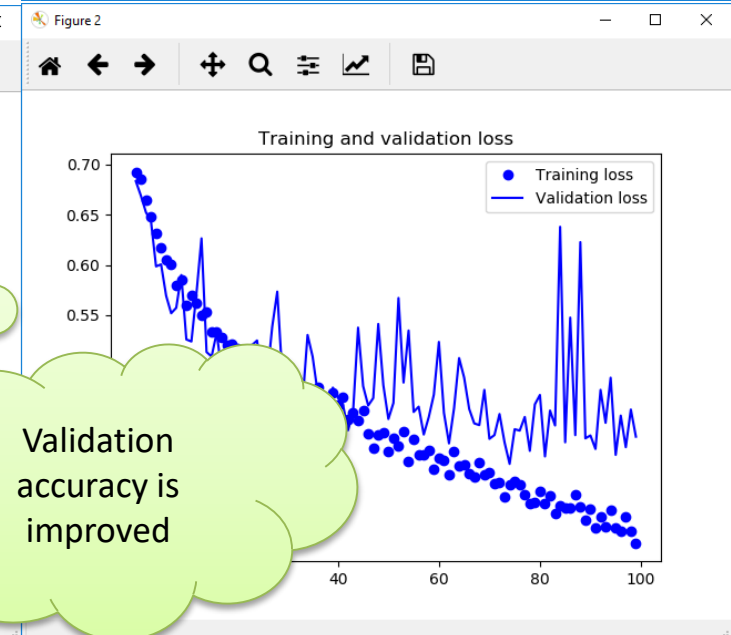 Figure 2
Training and validation loss
Training loss
Validation loss
0.70
0.65
0.60
0.55
40 60 80 100
Validation
accuracy is
improved